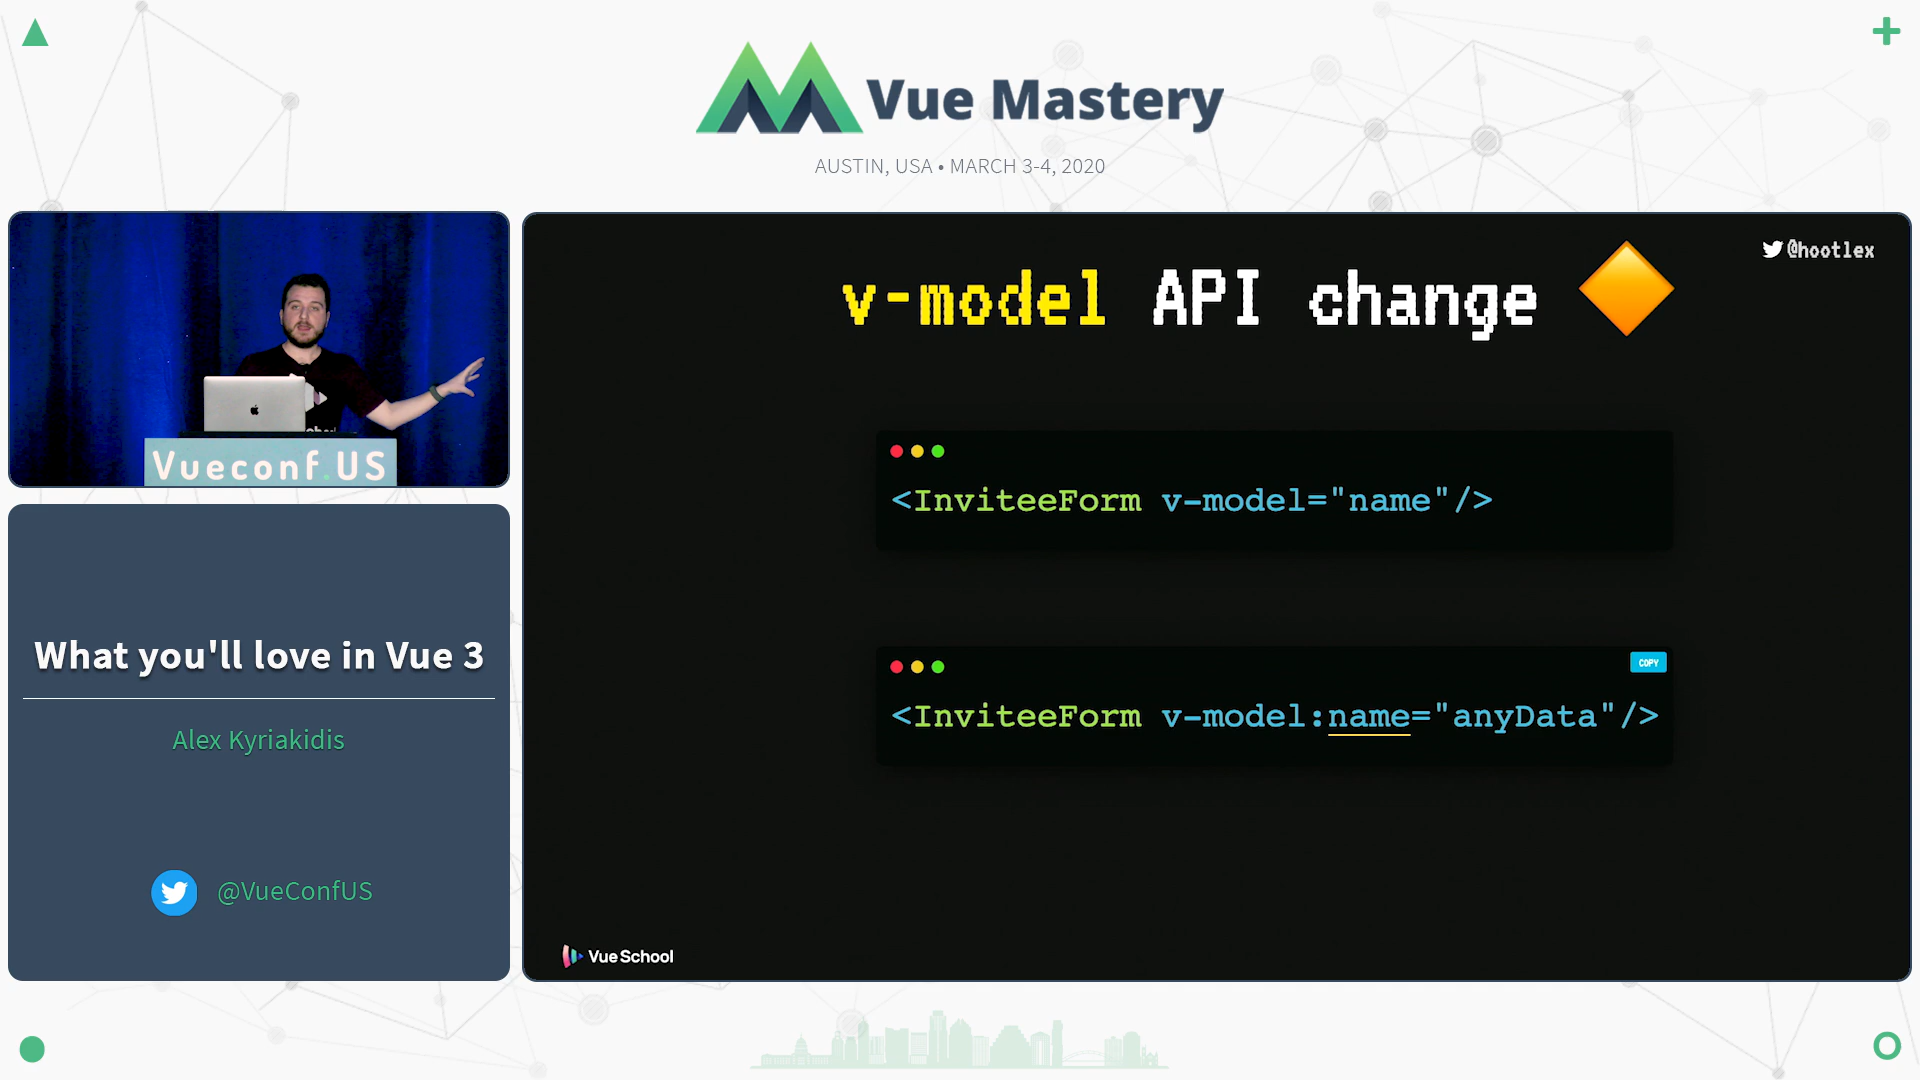 Vue Mastery
AUSTIN, USA • MARCH 3-4, 2020
Vueconf.US
What you'll love in Vue 3
Alex Kyriakidis
@VueConfUS
@hootlex
v-model API change
<InviteeForm v-model="name"/>
COPY
<InviteeForm v-model:name="anyData"/>
Vue School